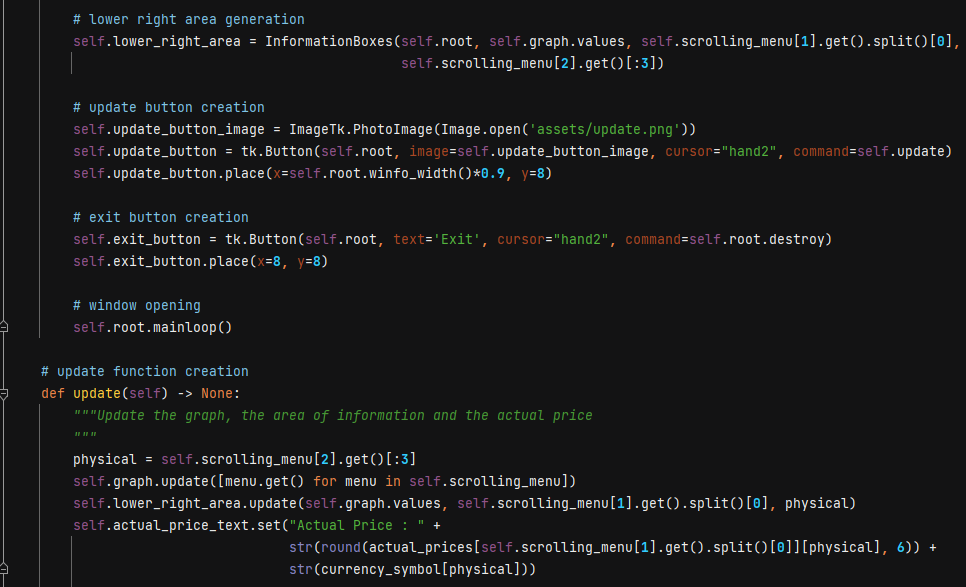 # lower right area generation
self.lower_right_area = InformationBoxes(self.root, self.graph.values, self.scrolling_menu[1].get().split()[0],
self.scrolling_menu[2].get()[:3])
# update button creation
self.update_button_image = ImageTk.PhotoImage(Image.open('assets/update.png'))
self.update_button = tk.Button(self.root, image=self.update_button_image, cursor="hand2", command=self.update)
self.update_button.place(x=self.root.winfo_width()*0.9, y=8)
# exit button creation
self.exit_button = tk.Button(self.root, text='Exit', cursor="hand2", command=self.root.destroy)
self.exit_button.place(x=8, y=8)
# window opening
self.root.mainloop()
# update function creation
def update(self) -> None:
"""Update the graph, the area of information and the actual price
"""
physical = self.scrolling_menu[2].get()[:3]
self.graph.update([menu.get() for menu in self.scrolling_menu])
self.lower_right_area.update(self.graph.values, self.scrolling_menu[1].get().split()[0], physical)
self.actual_price_text.set("Actual Price : " +
str(round(actual_prices[self.scrolling_menu[1].get().split()[0]][physical], 6)) +
str(currency_symbol[physical]))